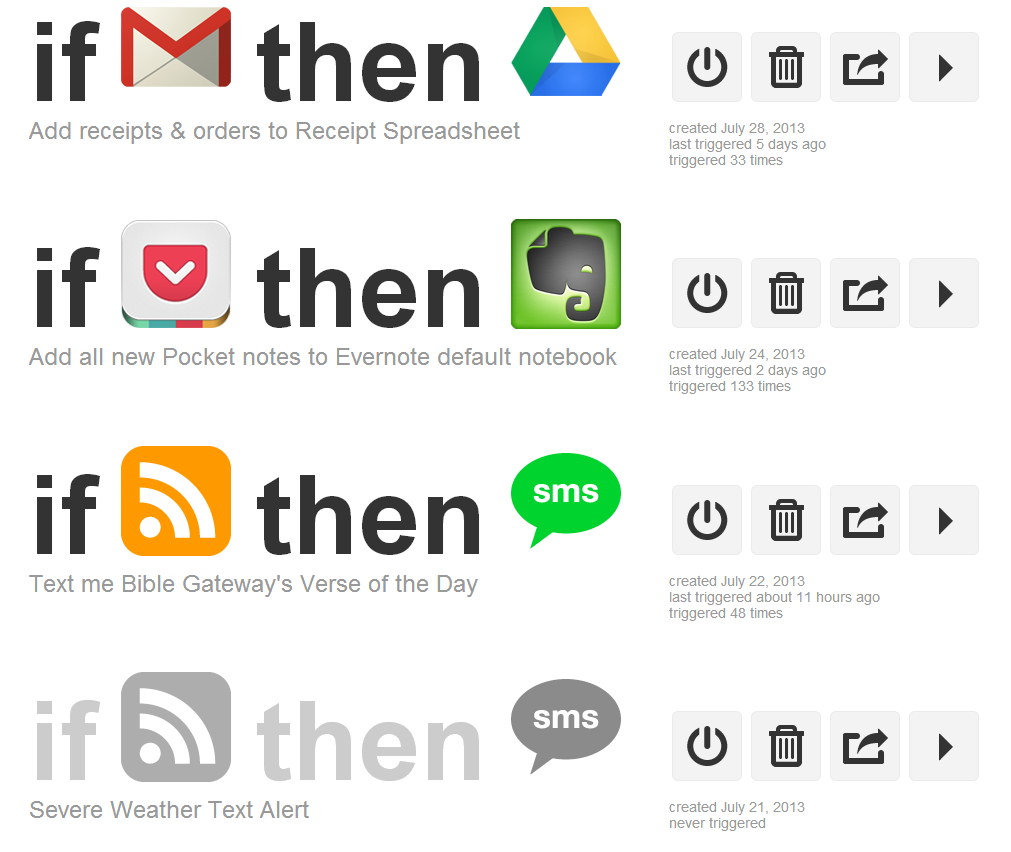 if then
Add receipts & orders to Receipt Spreadsheet
created July 28, 2013
last triggered 5 days ago
triggered 33 times
if then
Add all new Pocket notes to Evernote default notebook
created July 24, 2013
last triggered 2 days ago
triggered 133 times
if then sms
Text me Bible Gateway's Verse of the Day
created July 22, 2013
last triggered about 11 hours ago
triggered 48 times
if then sms
Severe Weather Text Alert
created July 21, 2013
never triggered